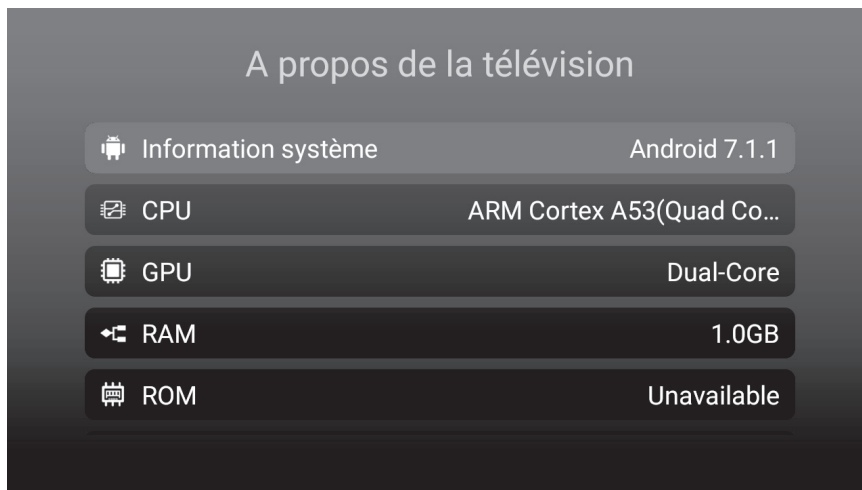 A propos de la télévision
Information système Android 7.1.1
CPU ARM Cortex A53(Quad Co...
GPU Dual-Core
RAM 1.0GB
ROM Unavailable